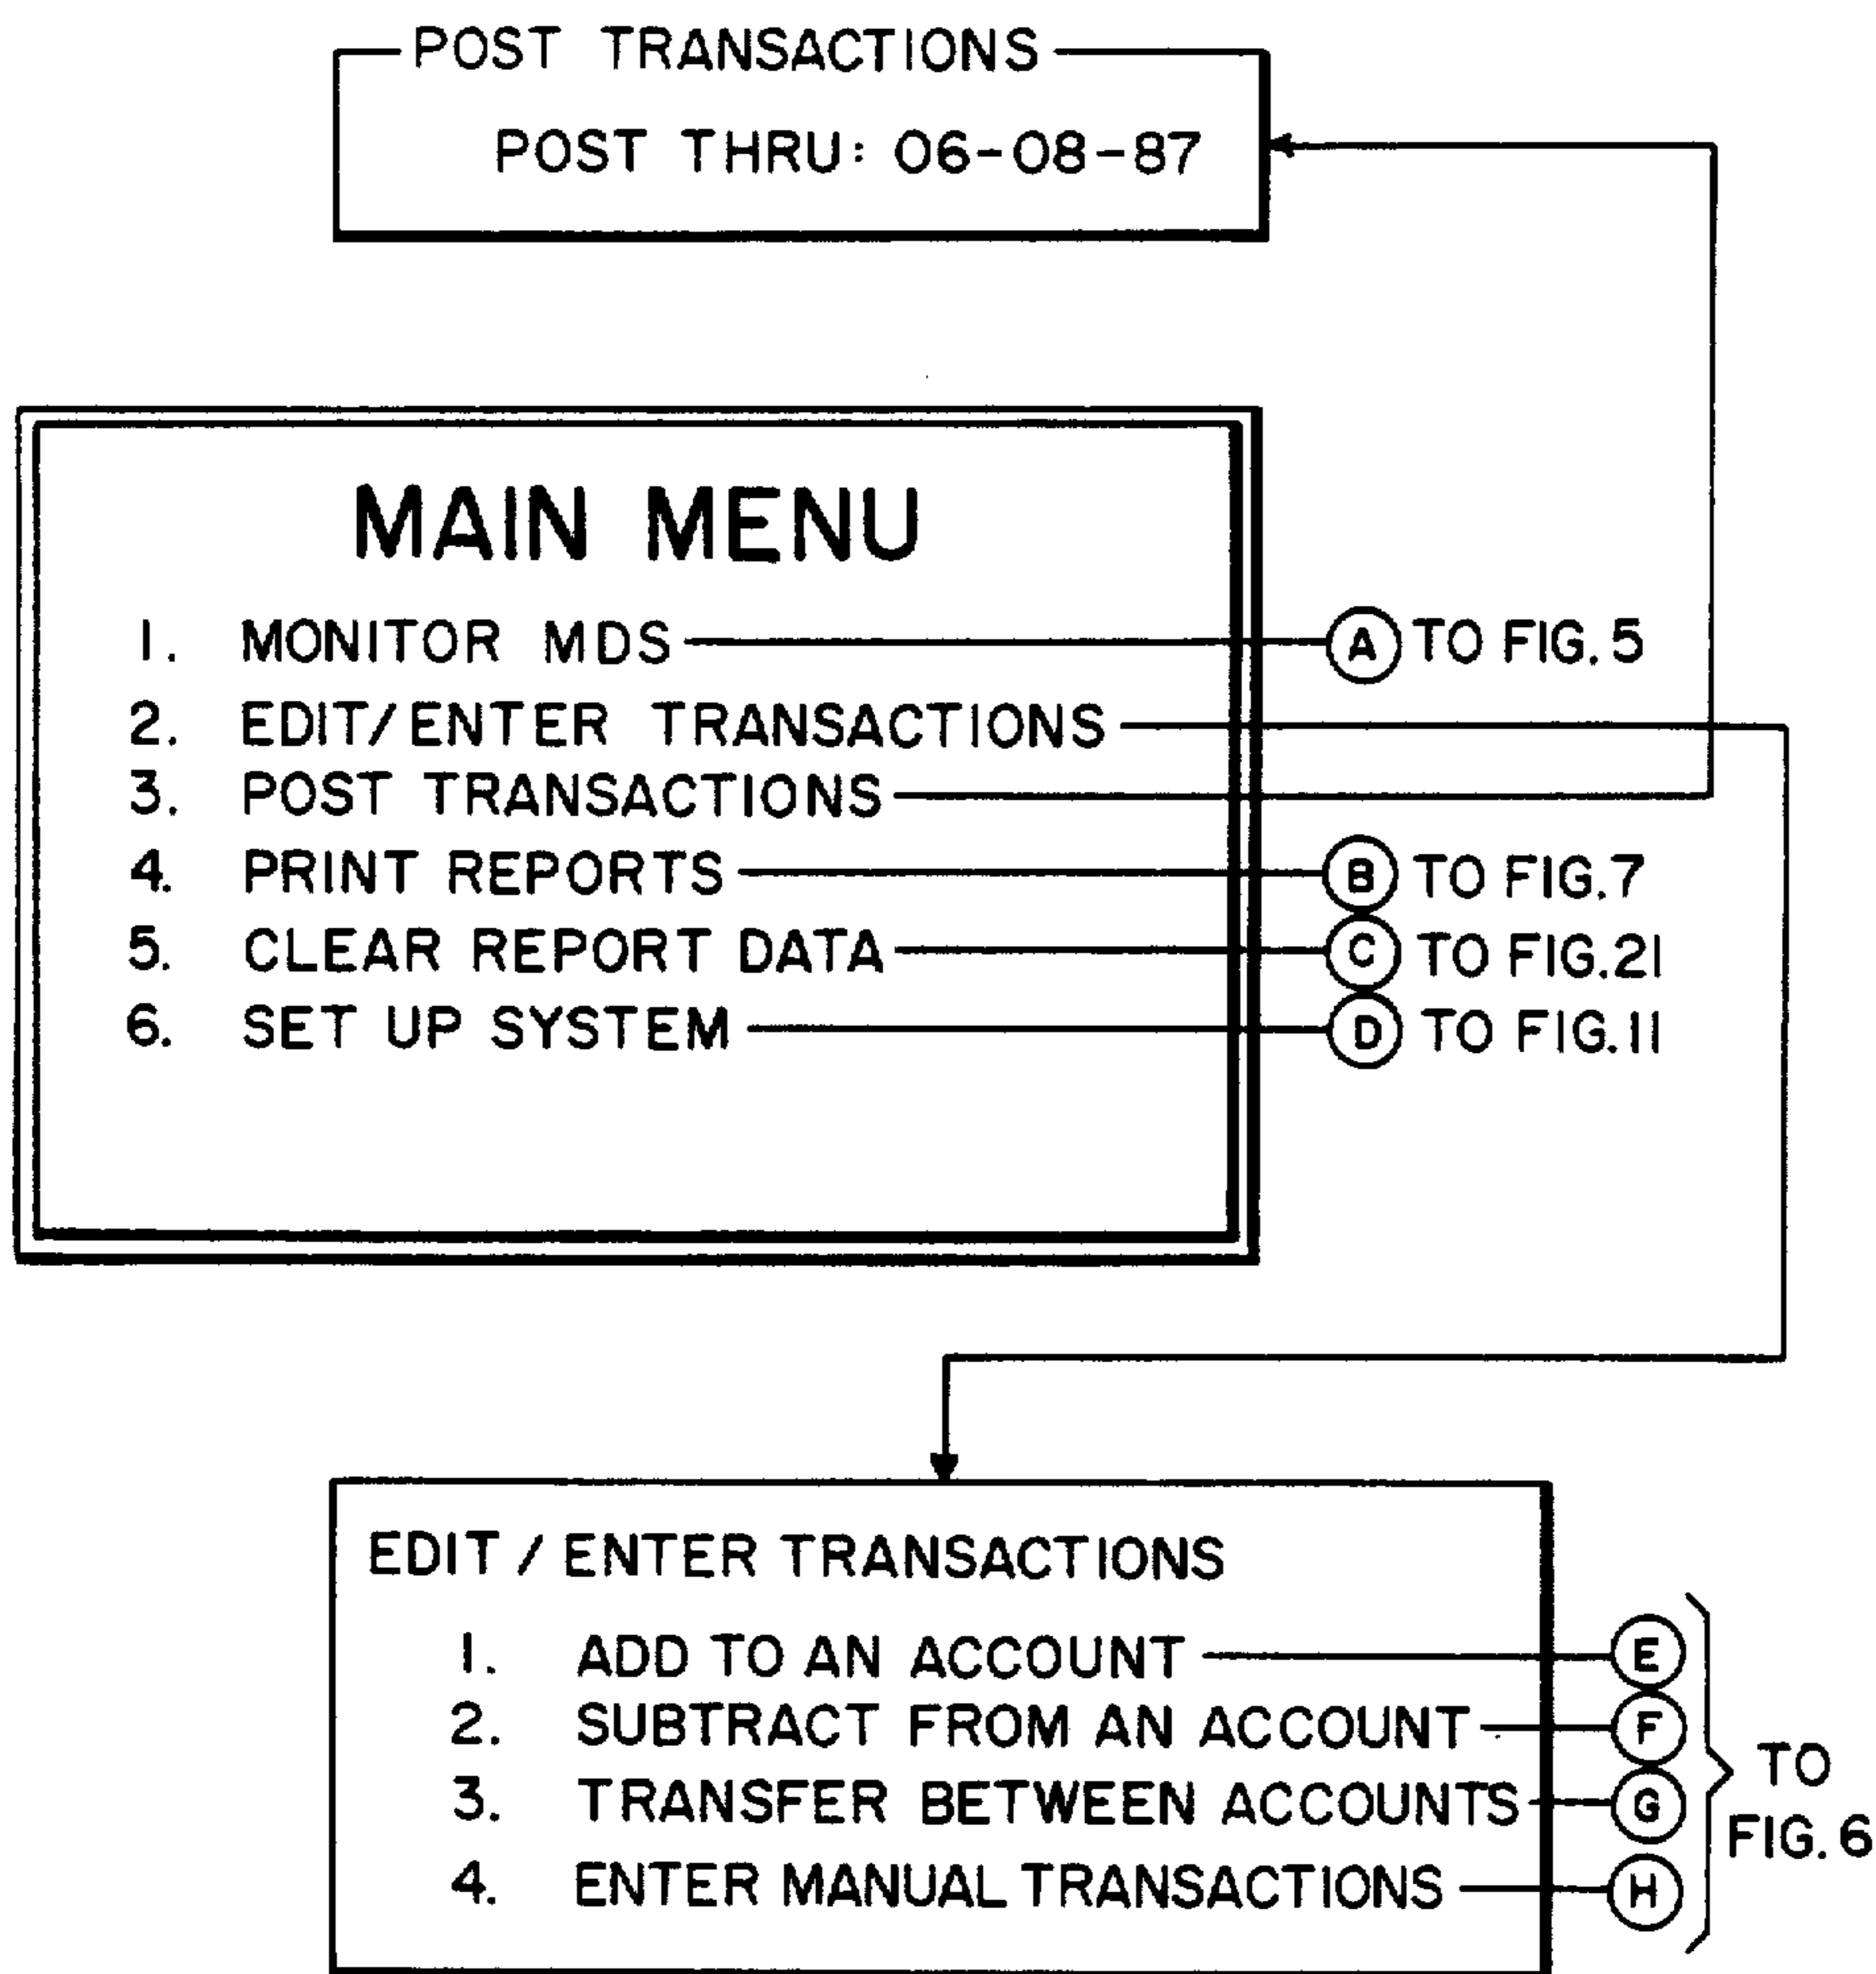 POST TRANSACTIONS
POST THRU: 06-08-87
MAIN MENU
1. MONITOR MDS A TO FIG. 5
2. EDIT/ENTER TRANSACTIONS
3. POST TRANSACTIONS
4. PRINT REPORTS B TO FIG. 7
5. CLEAR REPORT DATA C TO FIG. 21
6. SET UP SYSTEM D TO FIG. 11
EDIT / ENTER TRANSACTIONS
1. ADD TO AN ACCOUNT E
2. SUBTRACT FROM AN ACCOUNT F
3. TRANSFER BETWEEN ACCOUNTS G
4. ENTER MANUAL TRANSACTIONS H
TO
FIG. 6